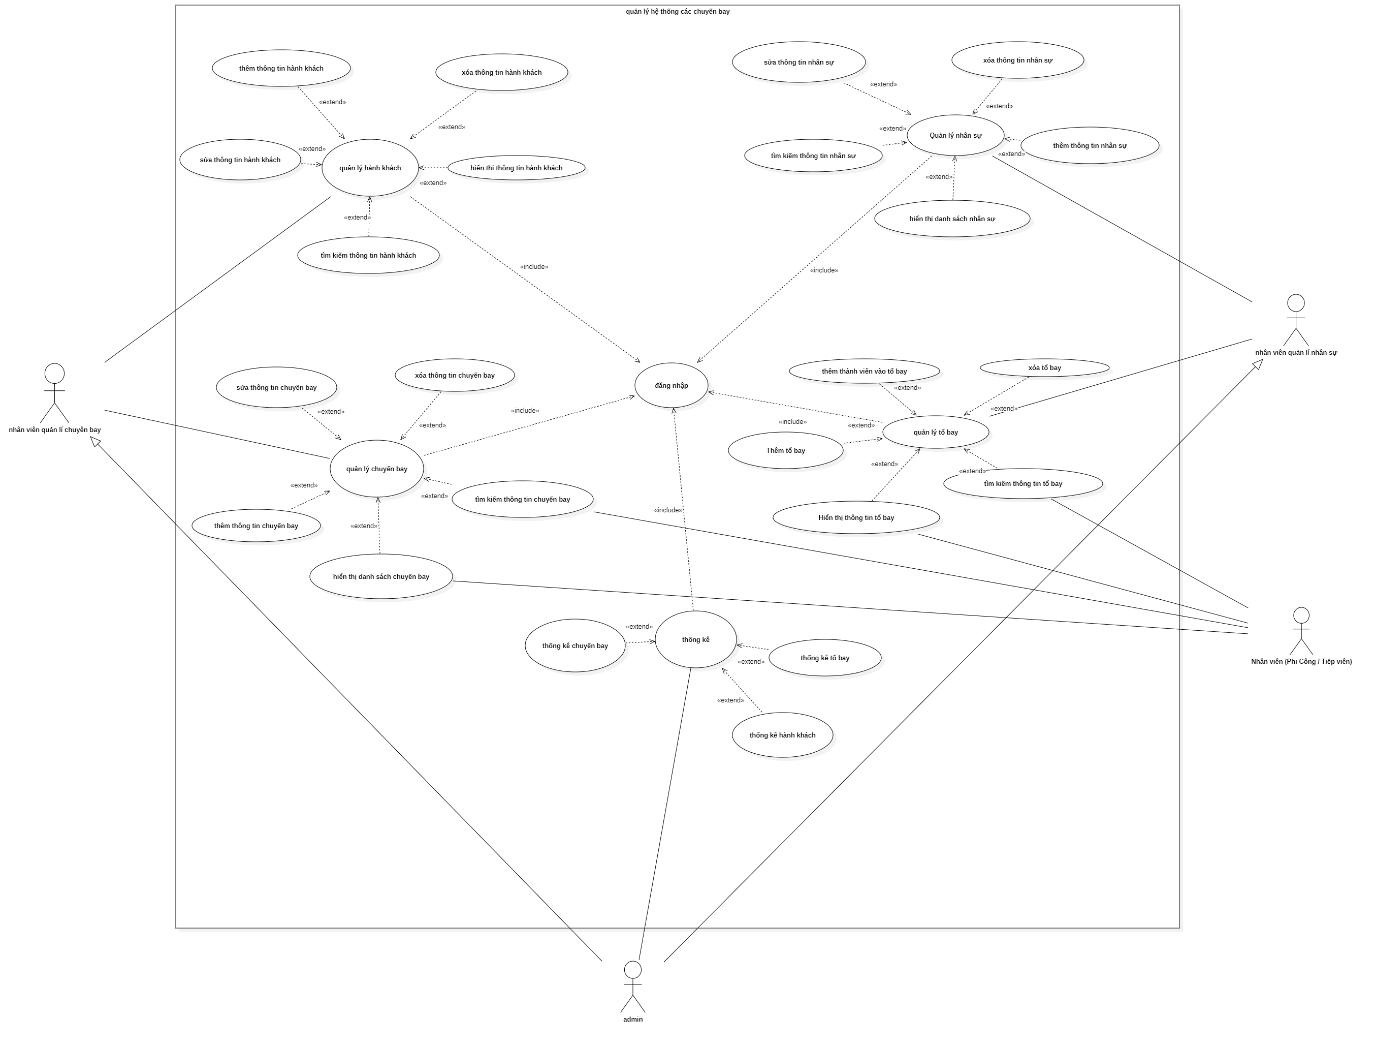 quản lý hệ thống các chuyến bay
thêm thông tin hành khách
xóa thông tin hành khách
sửa thông tin nhân sự
xóa thông tin nhân sự
«extend»
«extend»
«extend»
«extend»
sửa thông tin hành khách
«extend»
quản lý hành khách
hiển thị thông tin hành khách
«extend»
«extend»
tìm kiếm thông tin hành khách
Quản lý nhân sự
«extend»
tìm kiếm thông tin nhân sự
thêm thông tin nhân sự
«extend»
«extend»
hiển thị danh sách nhân sự
«include»
«include»
nhân viên quản lí nhân sự
nhân viên quản lí chuyến bay
sửa thông tin chuyến bay
xóa thông tin chuyến bay
đăng nhập
thêm thành viên vào tổ bay
xóa tổ bay
«extend»
«extend»
«include»
«extend»
«extend»
«include»
«extend»
quản lý chuyến bay
quản lý tổ bay
Thêm tổ bay
«extend»
«extend»
tìm kiếm thông tin tổ bay
«extend»
«extend»
tìm kiếm thông tin chuyến bay
thêm thông tin chuyến bay
«extend»
«include»
Hiển thị thông tin tổ bay
hiển thị danh sách chuyến bay
«extend»
thống kê chuyến bay
thống kê
thống kê tổ bay
«extend»
«extend»
thống kê hành khách
Nhân viên (Phi Công / Tiếp viên)
admin